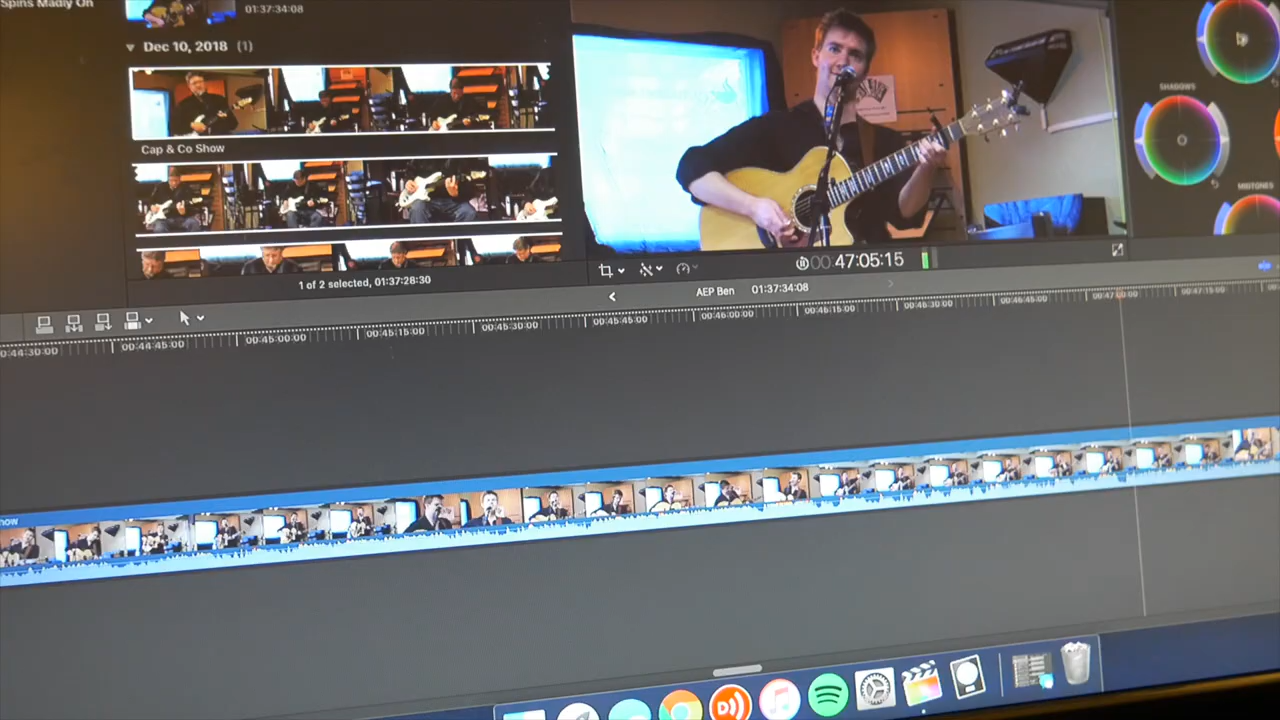 Spins Madly On
01:37:34:08
Dec 10, 2018 (1)
Cap & Co Show
1 of 2 selected, 01:37:28:30
00 47:05:15
SHADOWS
MIDTONES
AEP Ben 01:37:34:08
0:44:30:00 00:44:45:00 00:45:00:00 00:45:15:00 00:45:30:00 00:45:45:00 00:46:00:00 00:46:15:00 00:46:30:00 00:46:45:00 00:47:00:00 00:47:15:00
how